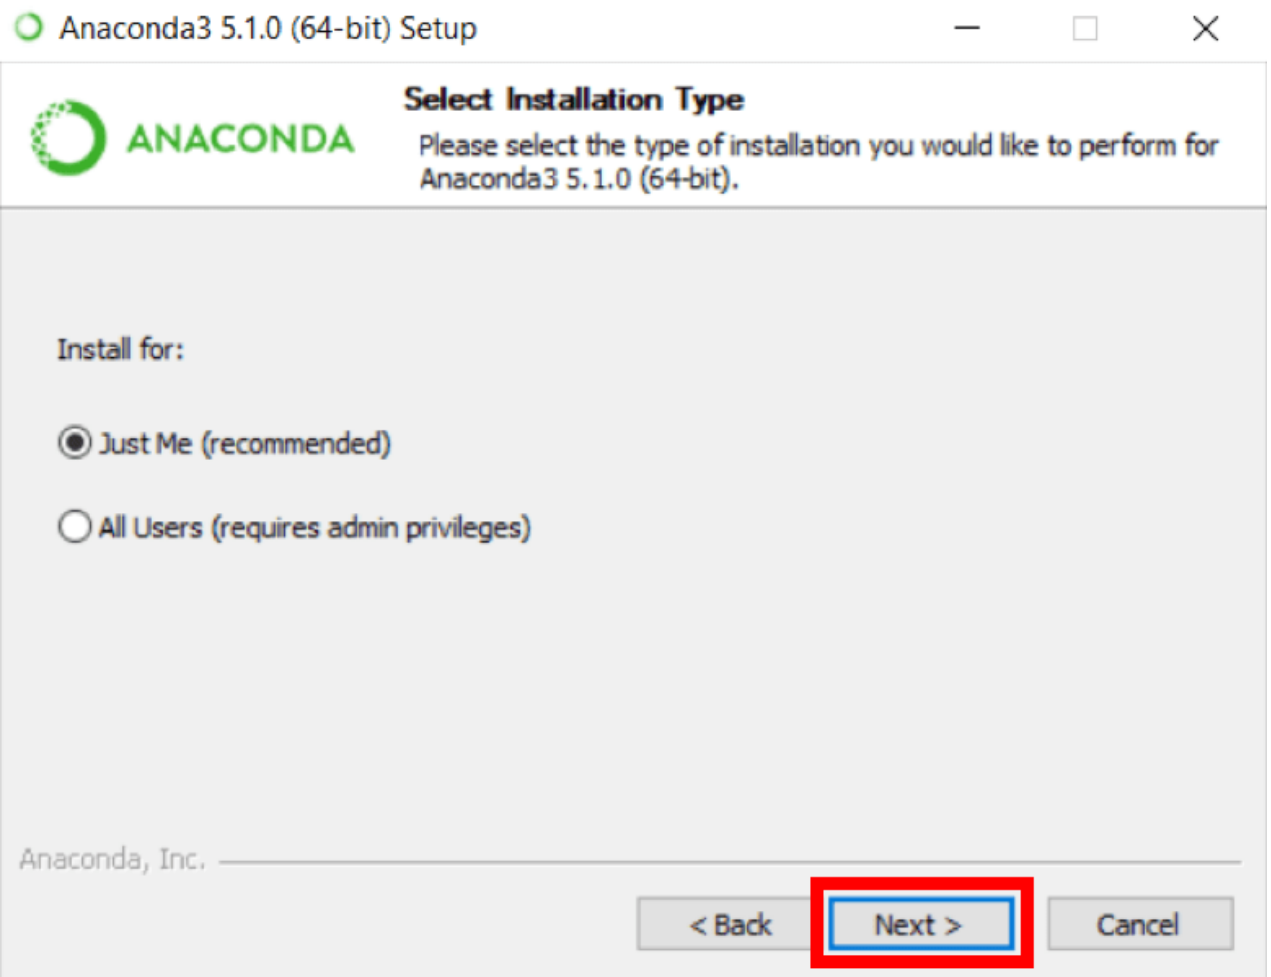 Anaconda3 5.1.0 (64-bit) Setup
ANACONDA
Select Installation Type
Please select the type of installation you would like to perform for
Anaconda3 5.1.0 (64-bit).
Install for:
Just Me (recommended)
All Users (requires admin privileges)
Anaconda, Inc.
< Back
Next >
Cancel